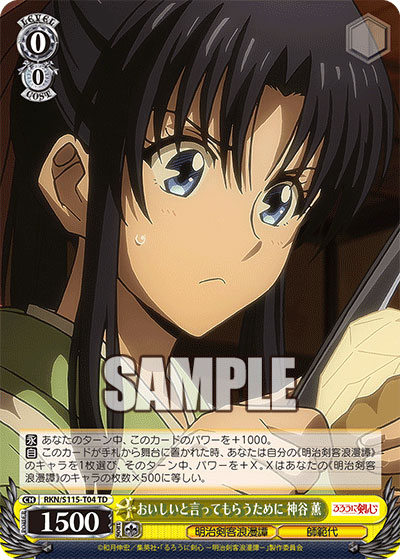 LEVEL
0
0
COST
SAMPLE
永 あなたのターン中、このカードのパワーを＋1000。
自 このカードが手札から舞台に置かれた時、あなたは自分の《明治剣客浪漫譚》
のキャラを1枚選び、そのターン中、パワーを＋X。Xはあなたの《明治剣客
浪漫譚》のキャラの枚数×500に等しい。
CH RKN/S115-T04 TD
1500
おいしいと言ってもらうために 神谷 薫
るろうに剣心
明治剣客浪漫譚 師範代
©和月伸宏／集英社・「るろうに剣心 －明治剣客浪漫譚－」製作委員会